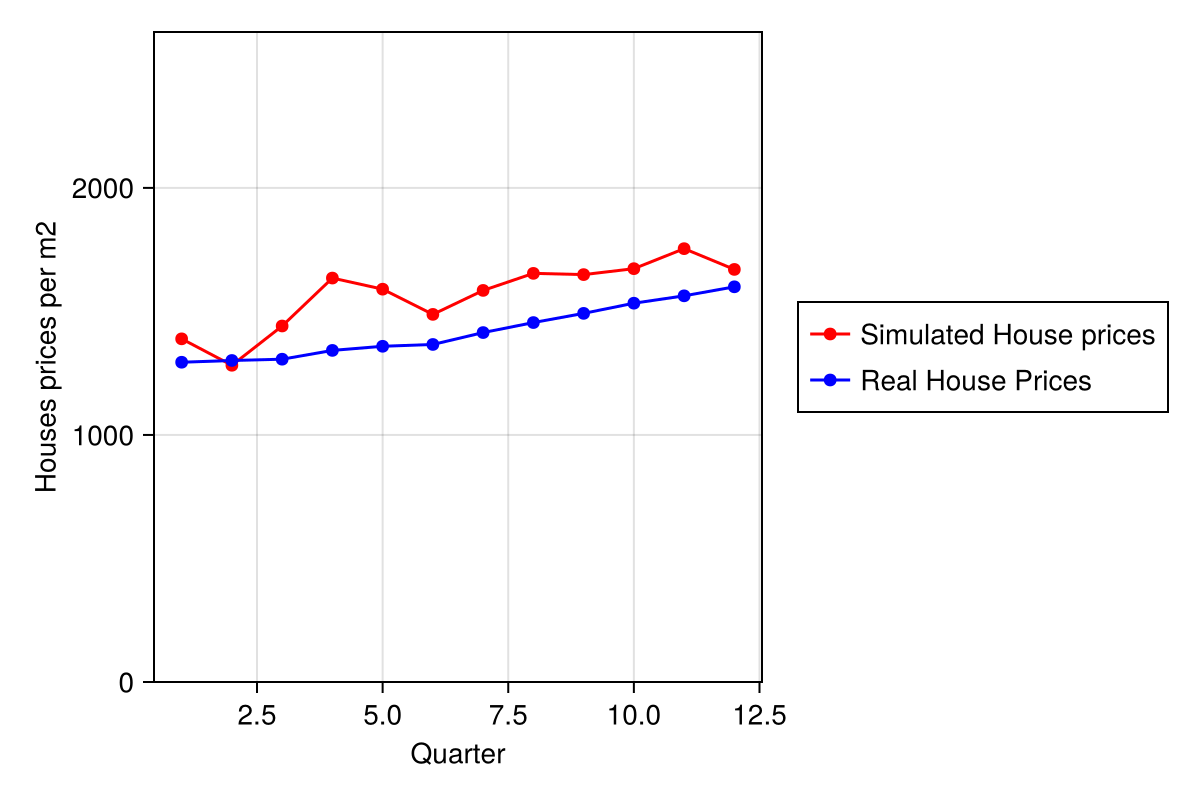 Houses prices per m2
2000
1000
0
2.5 5.0 7.5 10.0 12.5
Quarter
Simulated House prices
Real House Prices